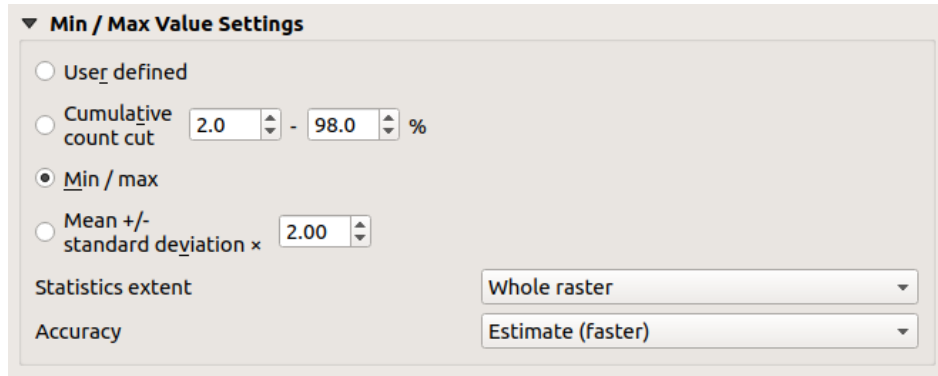 Min / Max Value Settings
User defined
Cumulative
count cut 2.0 - 98.0 %
Min / max
Mean +/-
standard deviation × 2.00
Statistics extent Whole raster
Accuracy Estimate (faster)